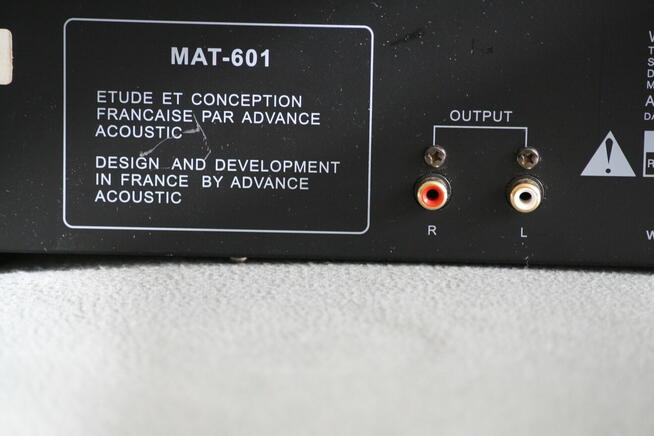 MAT-601
ETUDE ET CONCEPTION
FRANCAISE PAR ADVANCE
ACOUSTIC
DESIGN AND DEVELOPMENT
IN FRANCE BY ADVANCE
ACOUSTIC
OUTPUT
R
L